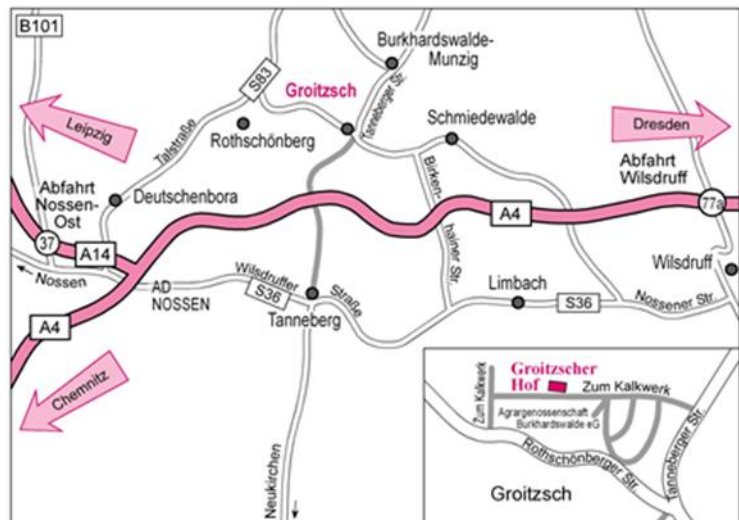 B101
Burkhardswalde-
Munzig
S83
Groitzsch
Tanneberger Str.
Schmiedewalde
Leipzig
Dresden
Talstraße
Rothschönberg
Birken-
hainer Str.
Abfahrt
Wilsdruff
Abfahrt
Nossen-
Ost
Deutschenbora
A4
77a
37
A14
Nossen
Wilsdruff
AD
NOSSEN
Wilsdruffer
S36
Straße
Limbach
S36
Nossener Str.
Tanneberg
A4
Chemnitz
Neukirchen
Groitzscher
Hof
Zum Kalkwerk
Zum Kalkwerk
Agrargenossenschaft
Burkhardswalde eG
Rothschönberger Str.
Tanneberger Str.
Groitzsch